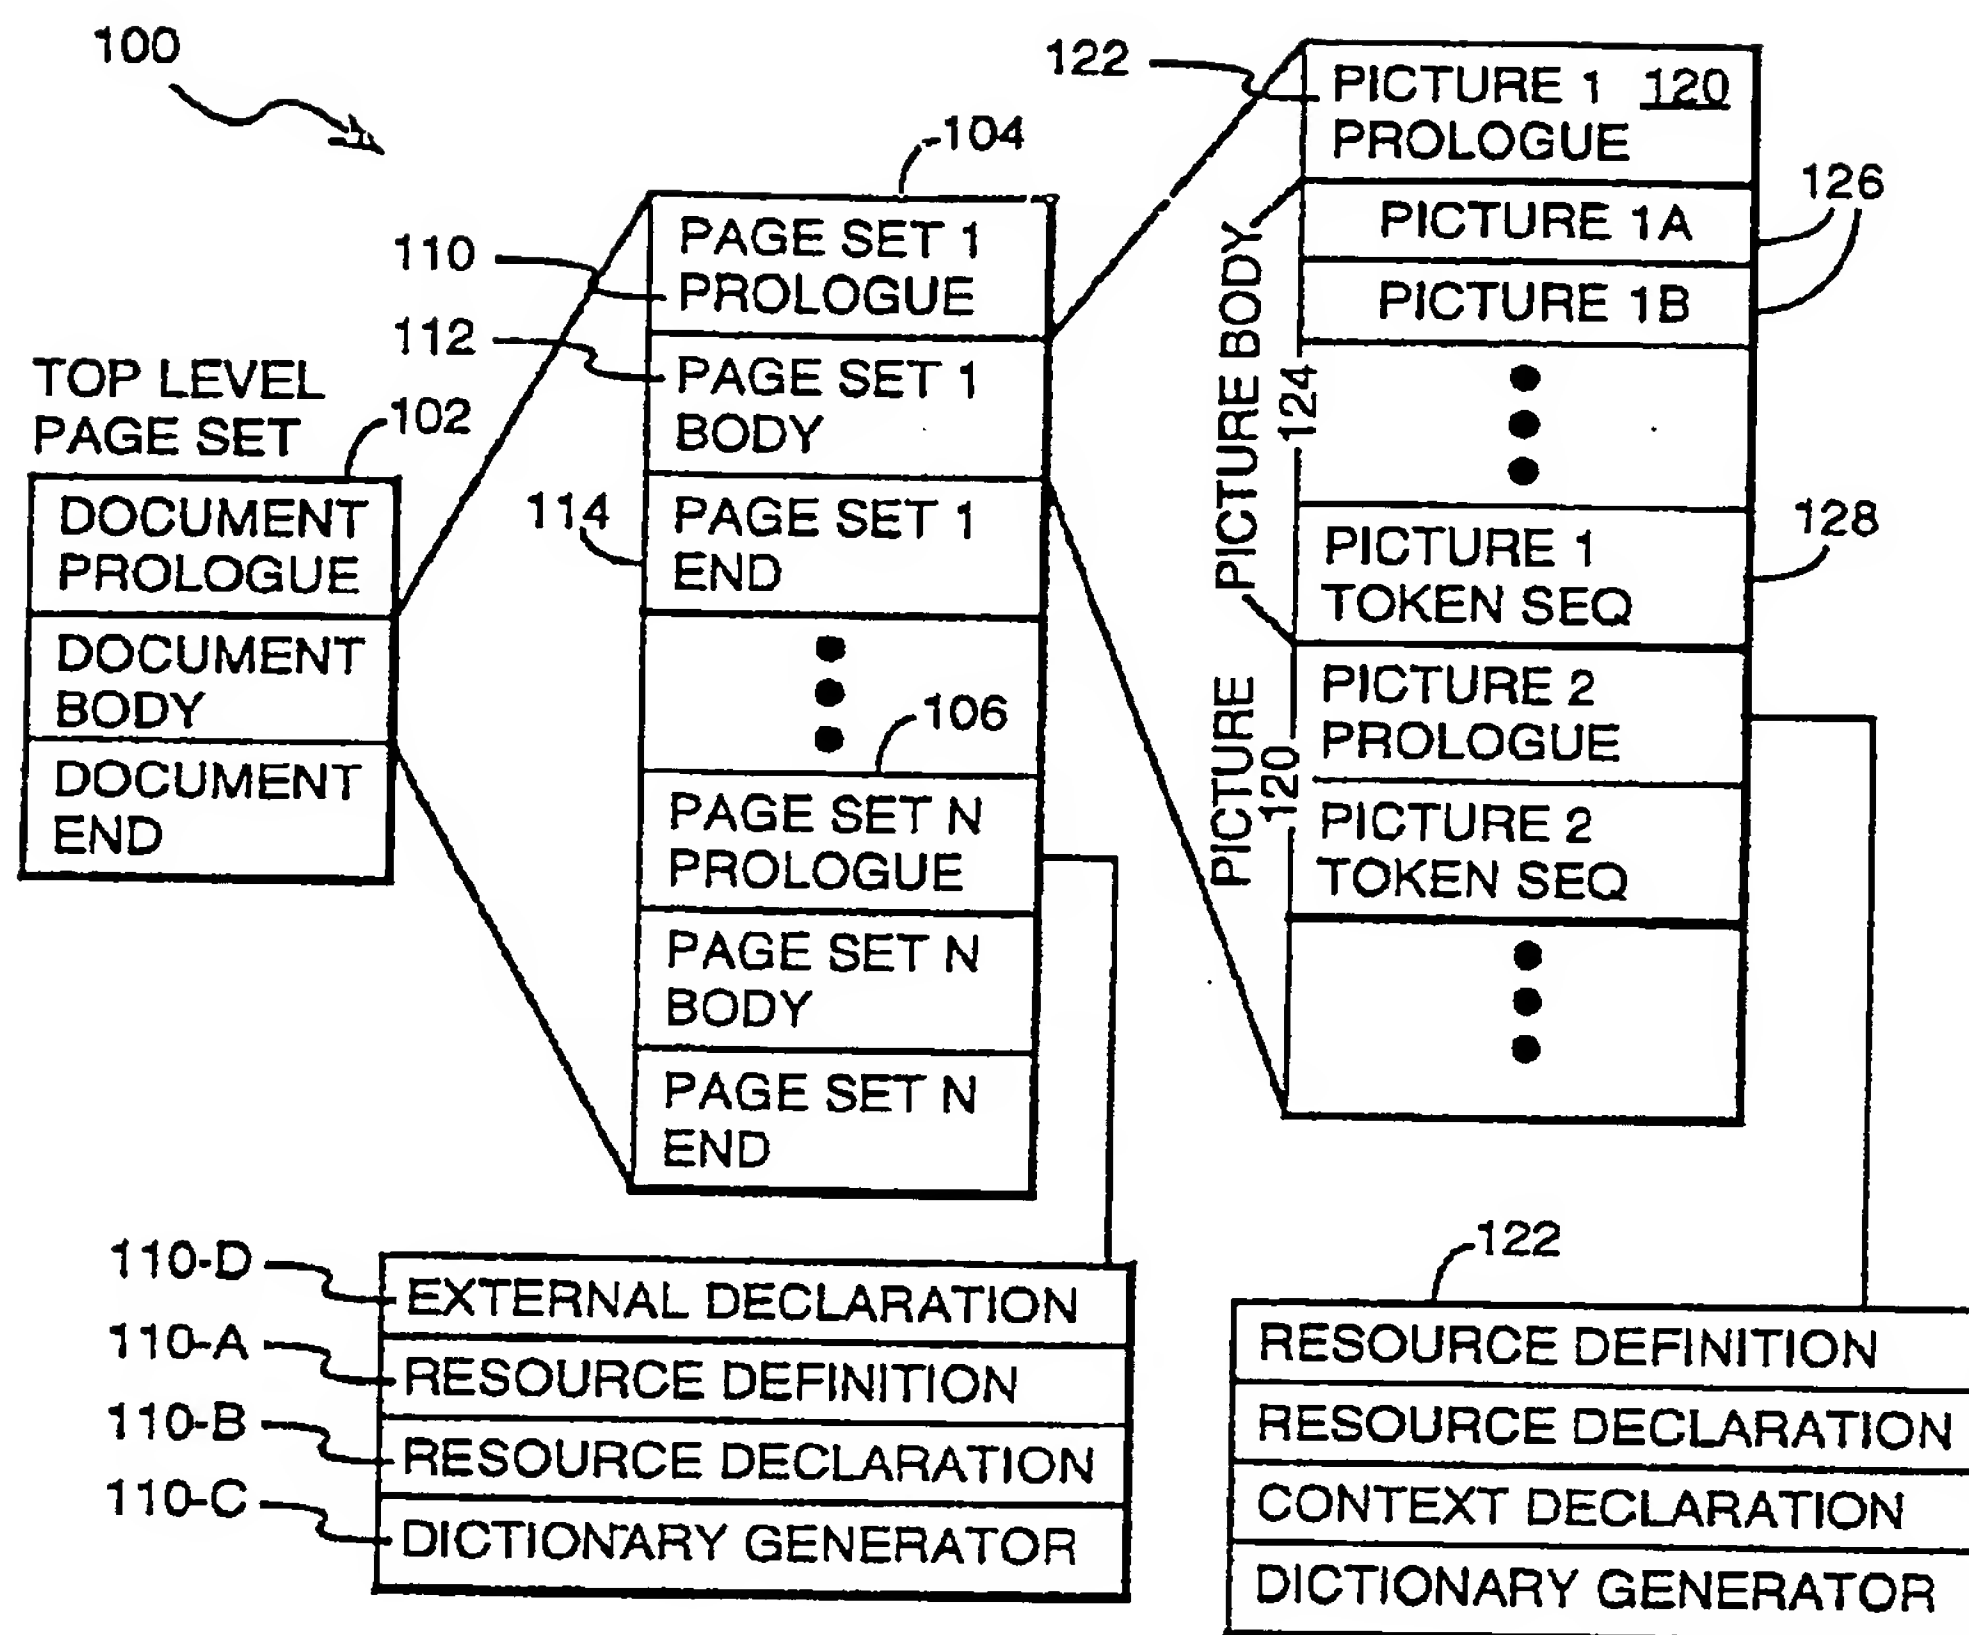 100
TOP LEVEL
PAGE SET
102
DOCUMENT
PROLOGUE
DOCUMENT
BODY
DOCUMENT
END
104
110
112
114
PAGE SET 1
PROLOGUE
PAGE SET 1
BODY
PAGE SET 1
END
106
PAGE SET N
PROLOGUE
PAGE SET N
BODY
PAGE SET N
END
122
PICTURE 1 120
PROLOGUE
126
PICTURE 1A
PICTURE 1B
PICTURE BODY
124
128
PICTURE 1
TOKEN SEQ
PICTURE
120
PICTURE 2
PROLOGUE
PICTURE 2
TOKEN SEQ
110-D
EXTERNAL DECLARATION
110-A
RESOURCE DEFINITION
110-B
RESOURCE DECLARATION
110-C
DICTIONARY GENERATOR
122
RESOURCE DEFINITION
RESOURCE DECLARATION
CONTEXT DECLARATION
DICTIONARY GENERATOR